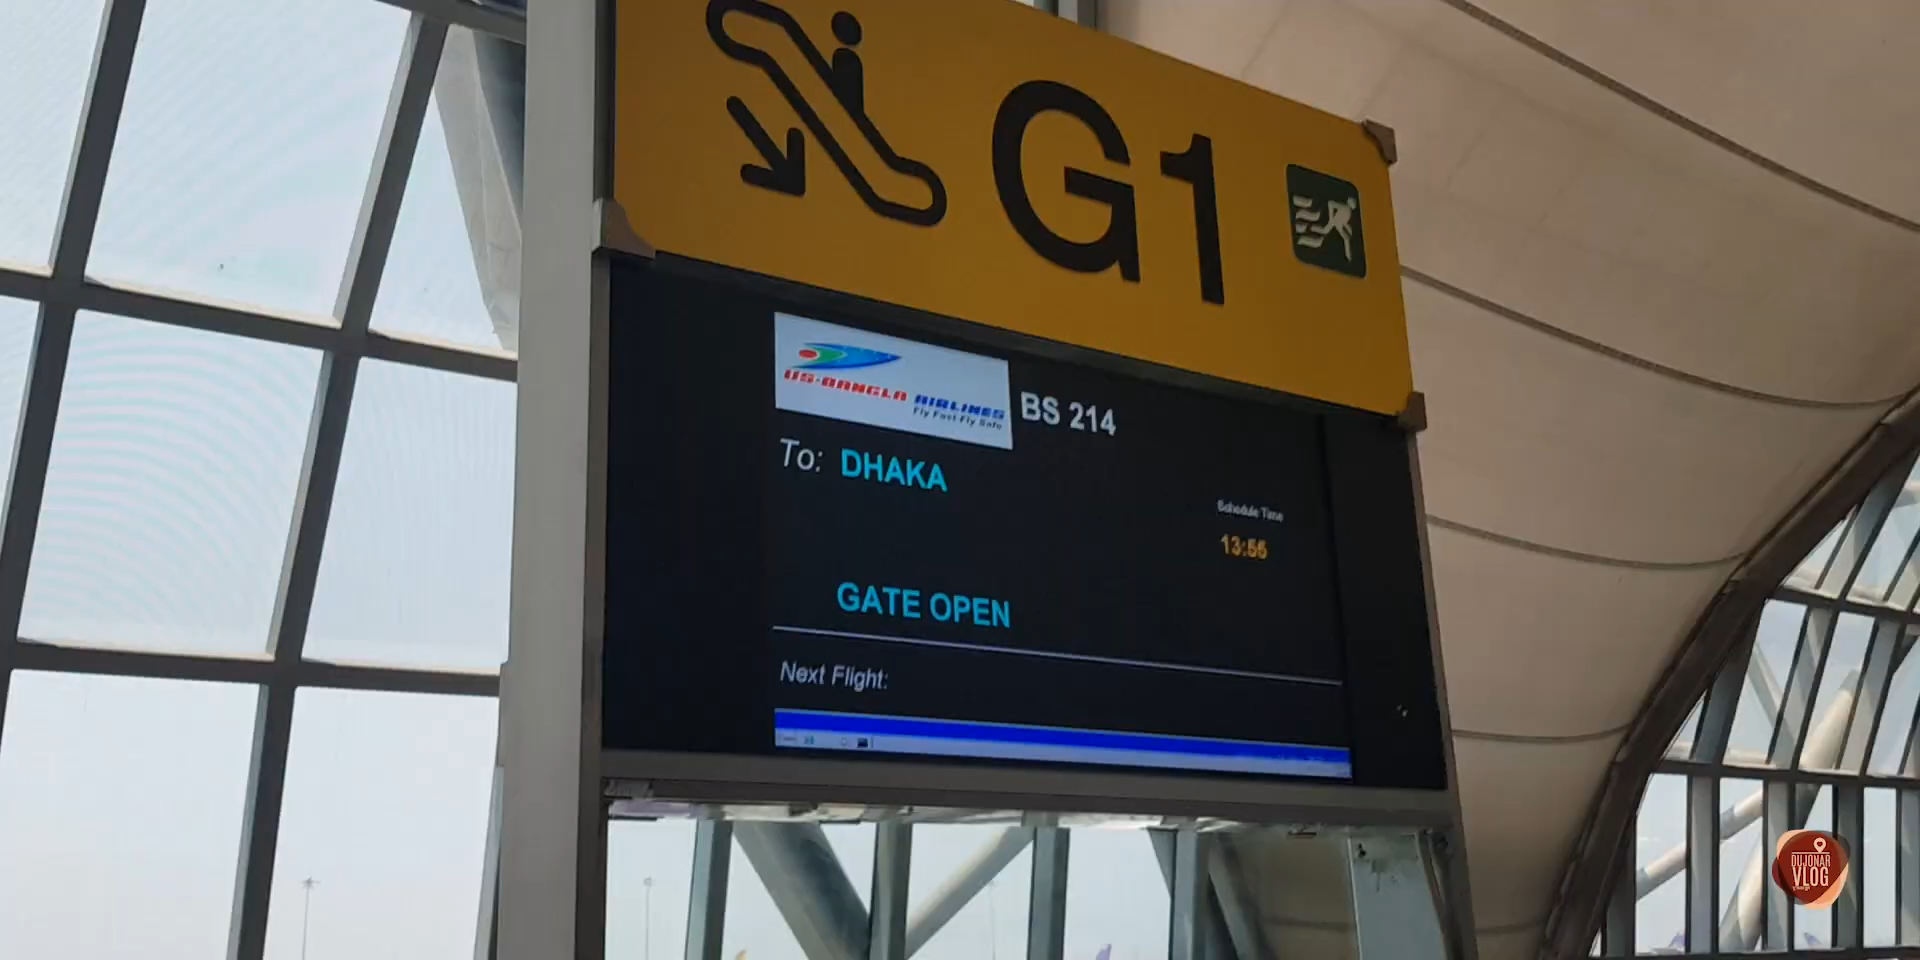 G1
US-BANGLA AIRLINES
Fly Fast Fly Safe
BS 214
To: DHAKA
Schedule Time
13:55
GATE OPEN
Next Flight:
DUJONAR
VLOG